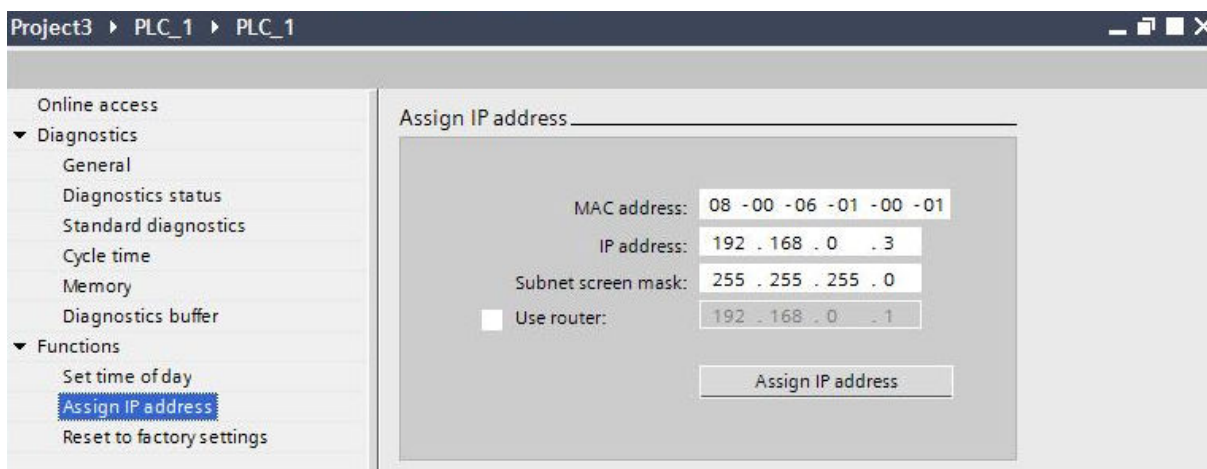 Project3 ▸ PLC_1 ▸ PLC_1
Online access
Diagnostics
General
Diagnostics status
Standard diagnostics
Cycle time
Memory
Diagnostics buffer
Functions
Set time of day
Assign IP address
Reset to factory settings
Assign IP address
MAC address: 08 -00 -06 -01 -00 -01
IP address: 192 . 168 . 0 . 3
Subnet screen mask: 255 . 255 . 255 . 0
Use router: 192 . 168 . 0 . 1
Assign IP address